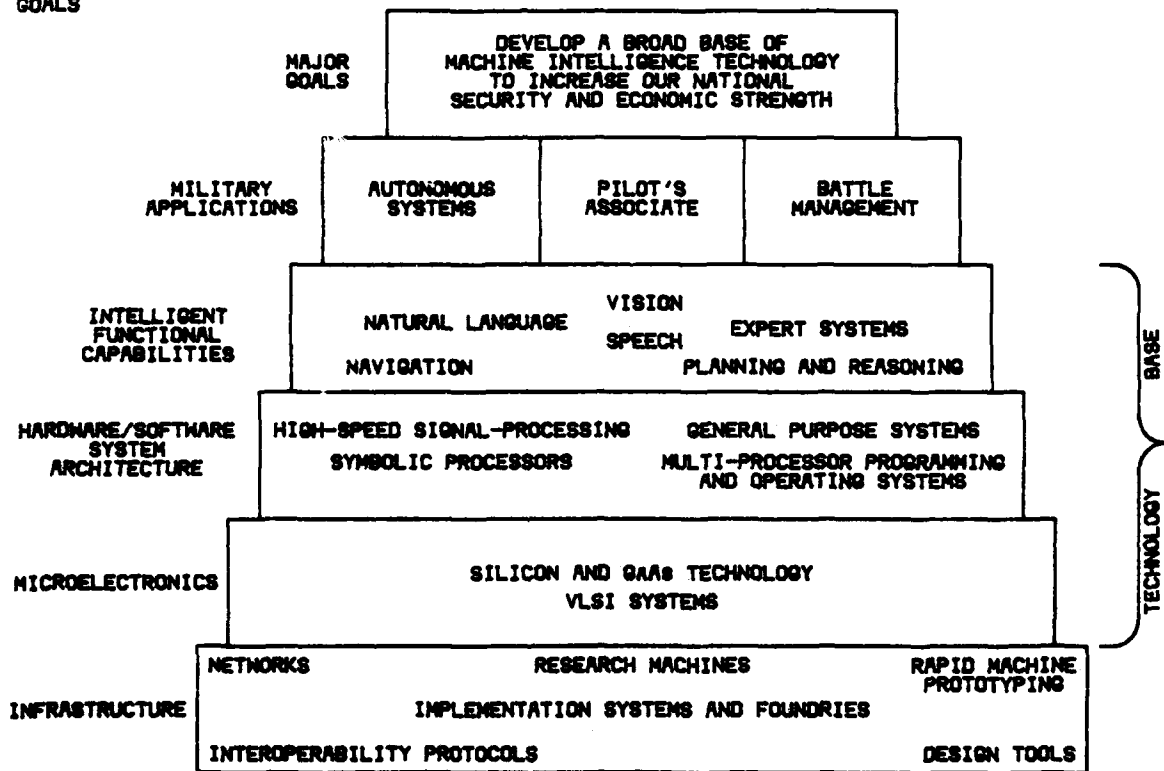 GOALS
MAJOR
GOALS
DEVELOP A BROAD BASE OF
MACHINE INTELLIGENCE TECHNOLOGY
TO INCREASE OUR NATIONAL
SECURITY AND ECONOMIC STRENGTH
MILITARY
APPLICATIONS
AUTONOMOUS
SYSTEMS
PILOT'S
ASSOCIATE
BATTLE
MANAGEMENT
INTELLIGENT
FUNCTIONAL
CAPABILITIES
VISION
NATURAL LANGUAGE
EXPERT SYSTEMS
SPEECH
NAVIGATION
PLANNING AND REASONING
HARDWARE/SOFTWARE
SYSTEM
ARCHITECTURE
HIGH-SPEED SIGNAL-PROCESSING
GENERAL PURPOSE SYSTEMS
SYMBOLIC PROCESSORS
MULTI-PROCESSOR PROGRAMMING
AND OPERATING SYSTEMS
MICROELECTRONICS
SILICON AND GAAs TECHNOLOGY
VLSI SYSTEMS
TECHNOLOGY BASE
INFRASTRUCTURE
NETWORKS
RESEARCH MACHINES
RAPID MACHINE
PROTOTYPING
IMPLEMENTATION SYSTEMS AND FOUNDRIES
INTEROPERABILITY PROTOCOLS
DESIGN TOOLS